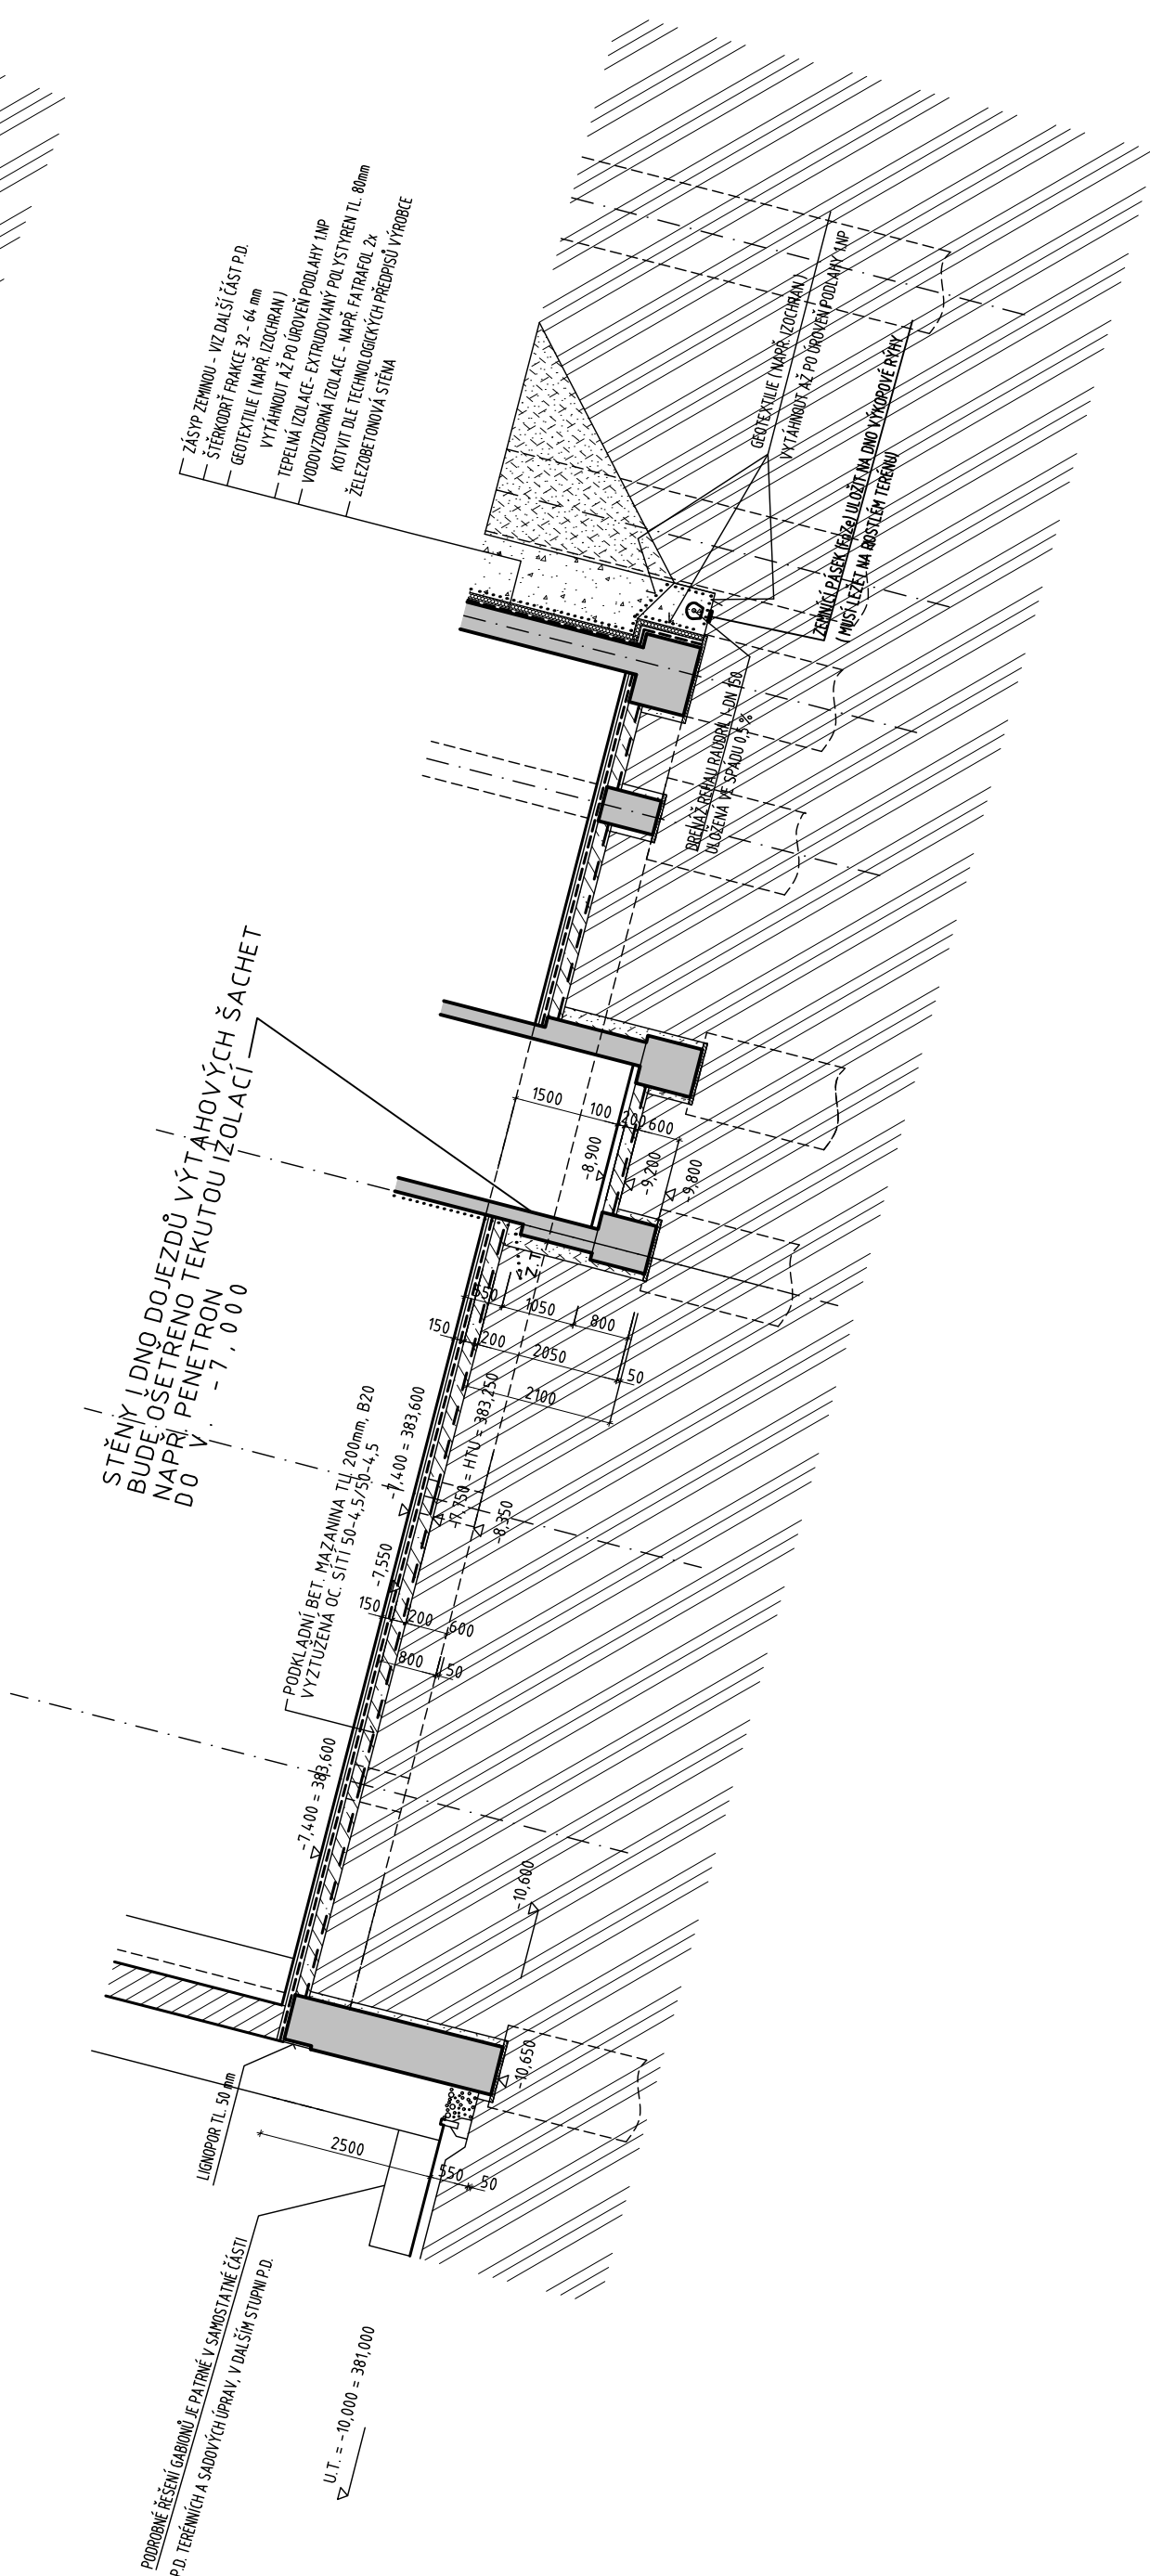 ZÁSYP ZEMINOU - VIZ DALŠÍ ČÁST P.D.
ŠTĚRKODRŤ FRAKCE 32 - 64 mm
GEOTEXTILIE ( NAPŘ. IZOCHRAN )
VYTÁHNOUT AŽ PO ÚROVEŇ PODLAHY 1.NP
TEPELNÁ IZOLACE- EXTRUDOVANÝ POLYSTYREN TL. 80mm
VODOVZDORNÁ IZOLACE - NAPŘ. FATRAFOL 2x
KOTVIT DLE TECHNOLOGICKÝCH PŘEDPISŮ VÝROBCE
ŽELEZOBETONOVÁ STĚNA
GEOTEXTILIE ( NAPŘ. IZOCHRAN )
VYTÁHNOUT AŽ PO ÚROVEŇ PODLAHY 1.NP
ZEMNÍCÍ PÁSEK (FeZe) ULOŽIT NA DNO VÝKOPOVÉ RÝHY
( MUSÍ LEŽET NA ROSTLÉM TERÉNU)
DRENÁŽ REHAU RAUDRIL - DN 150
ULOŽENÁ VE SPÁDU 0,5 %
STĚNY I DNO DOJEZDŮ VÝTAHOVÝCH ŠACHET
BUDE OŠETŘENO TEKUTOU IZOLACÍ
NAPŘ. PENETRON
DO V. -7,000
1500
100
200
600
-8,900
-9,200
-9,800
1050
800
150
200
2050
50
2100
PODKLADNÍ BET. MAZANINA TL. 200mm, B20
VYZTUŽENÁ OC. SÍTÍ 50-4,5/50-4,5
-7,400 = 383,600
-7,750 = HTU = 383,250
-8,350
-7,550
150
200
600
800
50
-7,400 = 383,600
-10,600
-10,650
LIGNOPOR TL. 50 mm
2500
550
50
PODROBNÉ ŘEŠENÍ GABIONŮ JE PATRNÉ V SAMOSTATNÉ ČÁSTI
P.D. TERÉNNÍCH A SADOVÝCH ÚPRAV, V DALŠÍM STUPNI P.D.
U.T. = -10,000 = 381,000